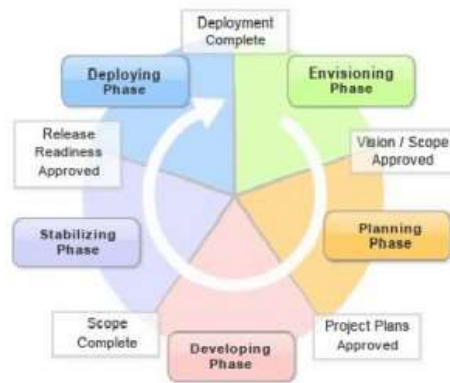 Deployment
Complete
Deploying
Phase
Envisioning
Phase
Release
Readiness
Approved
Vision / Scope
Approved
Stabilizing
Phase
Planning
Phase
Scope
Complete
Developing
Phase
Project Plans
Approved